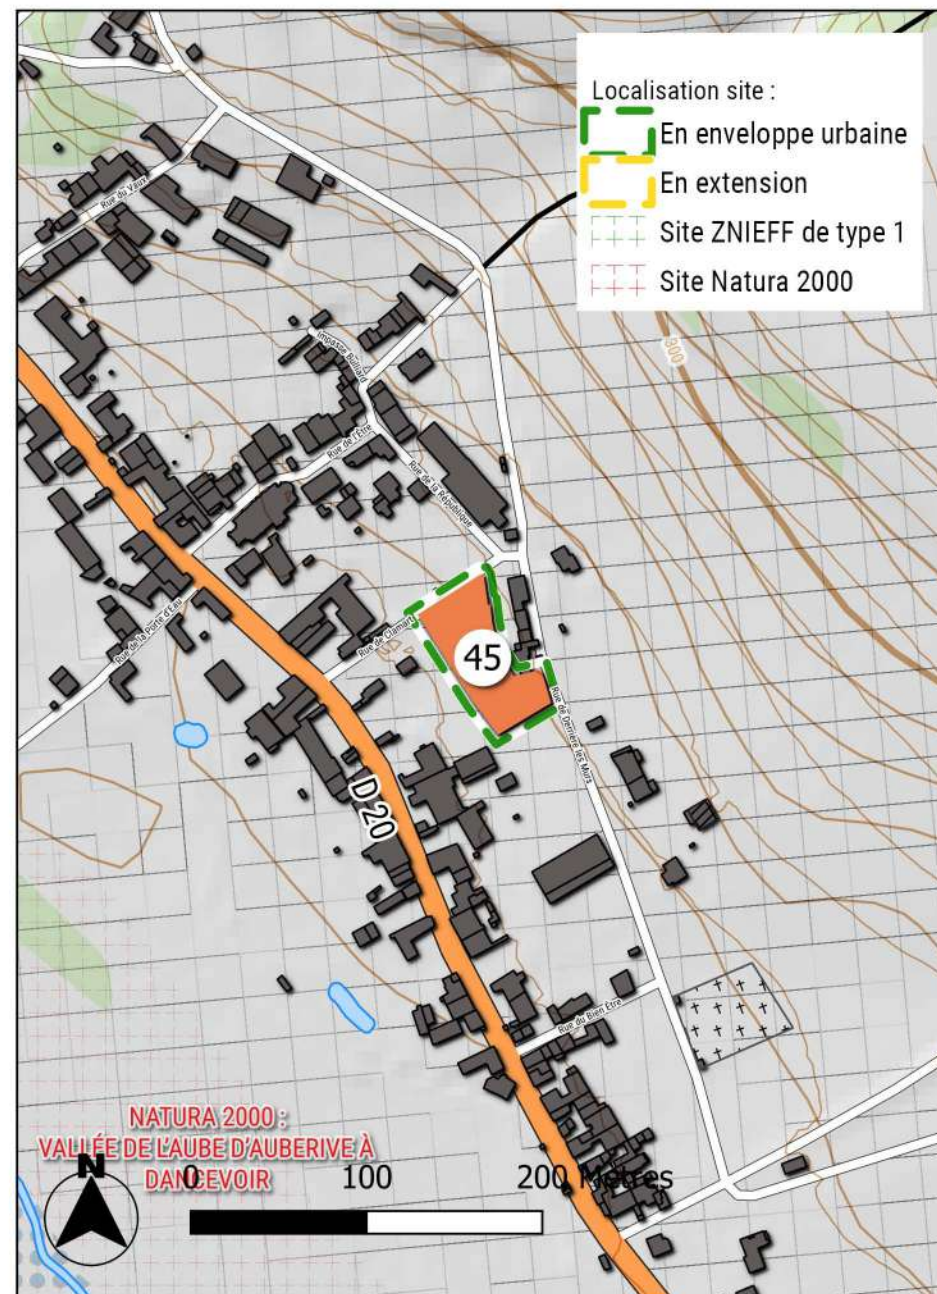 Localisation site :
En enveloppe urbaine
En extension
Site ZNIEFF de type 1
Site Natura 2000
Rue du Vaux
300
Impasse Bulliard
Rue de l'Être
Rue de la République
Rue de la Porte d'Eau
Rue de Clamart
45
Rue de Derrière les Murs
D 20
Rue du Bien Être
NATURA 2000 :
VALLÉE DE L'AUBE D'AUBERIVE À
DANCEVOIR
N
0 100 200 Mètres